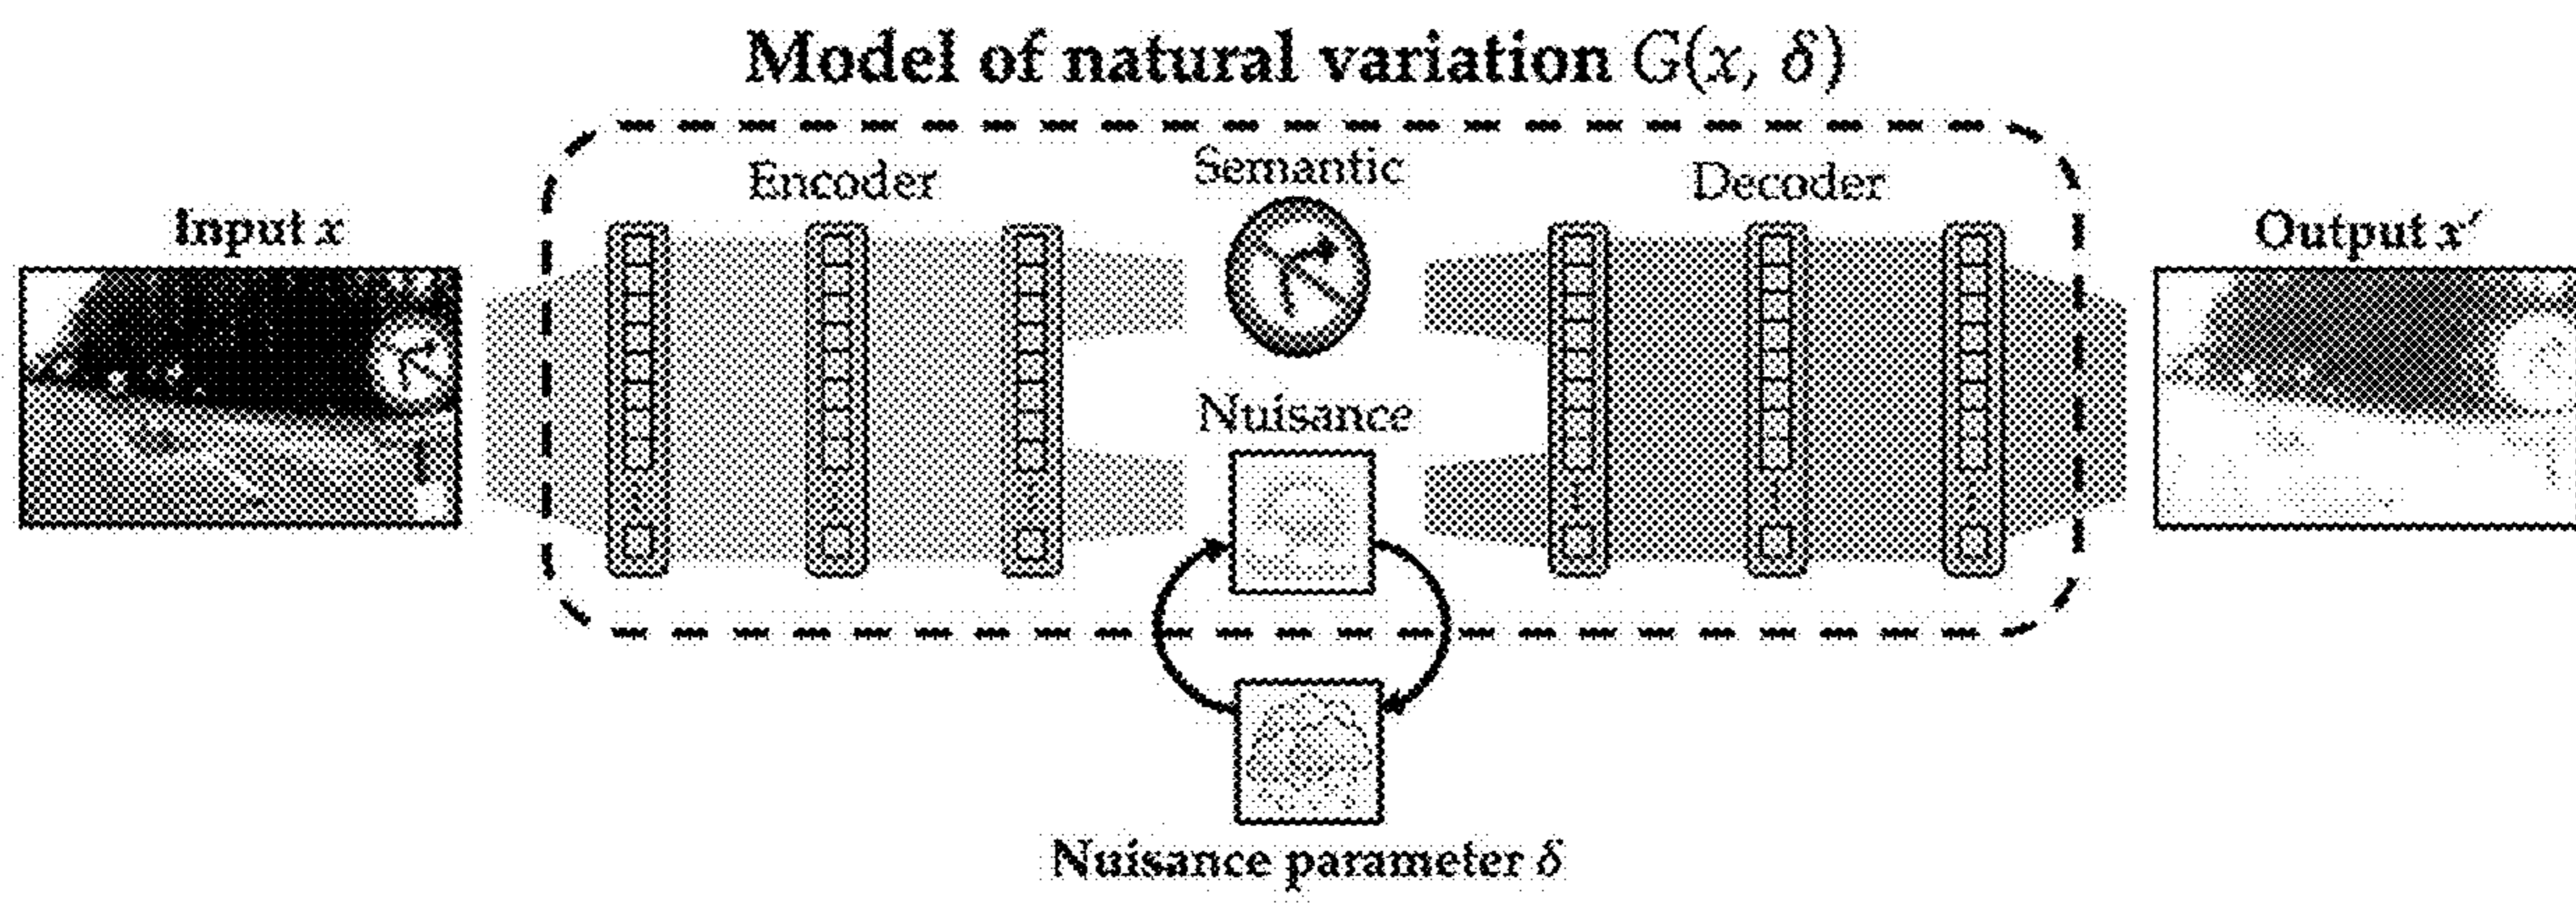 Model of natural variation G(x, δ)
Encoder
Semantic
Decoder
Input x
Output x′
Nuisance
Nuisance parameter δ